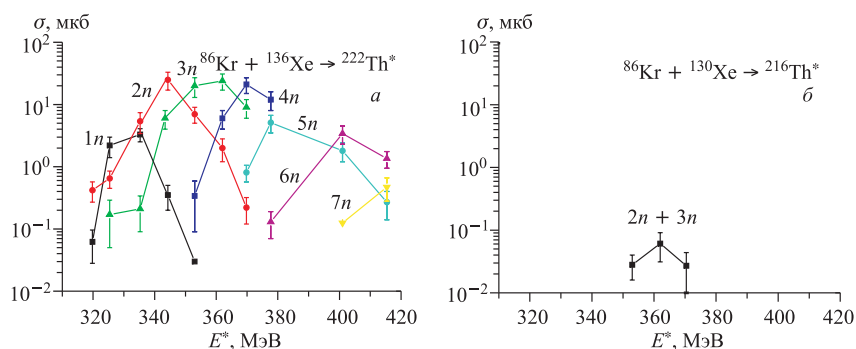 σ, мкб
10²
10¹
10⁰
10⁻¹
10⁻²
⁸⁶Kr + ¹³⁶Xe → ²²²Th*
а
1n
2n
3n
4n
5n
6n
7n
320 340 360 380 400 420
E*, МэВ
σ, мкб
10²
10¹
10⁰
10⁻¹
10⁻²
⁸⁶Kr + ¹³⁰Xe → ²¹⁶Th*
б
2n + 3n
320 340 360 380 400 420
E*, МэВ